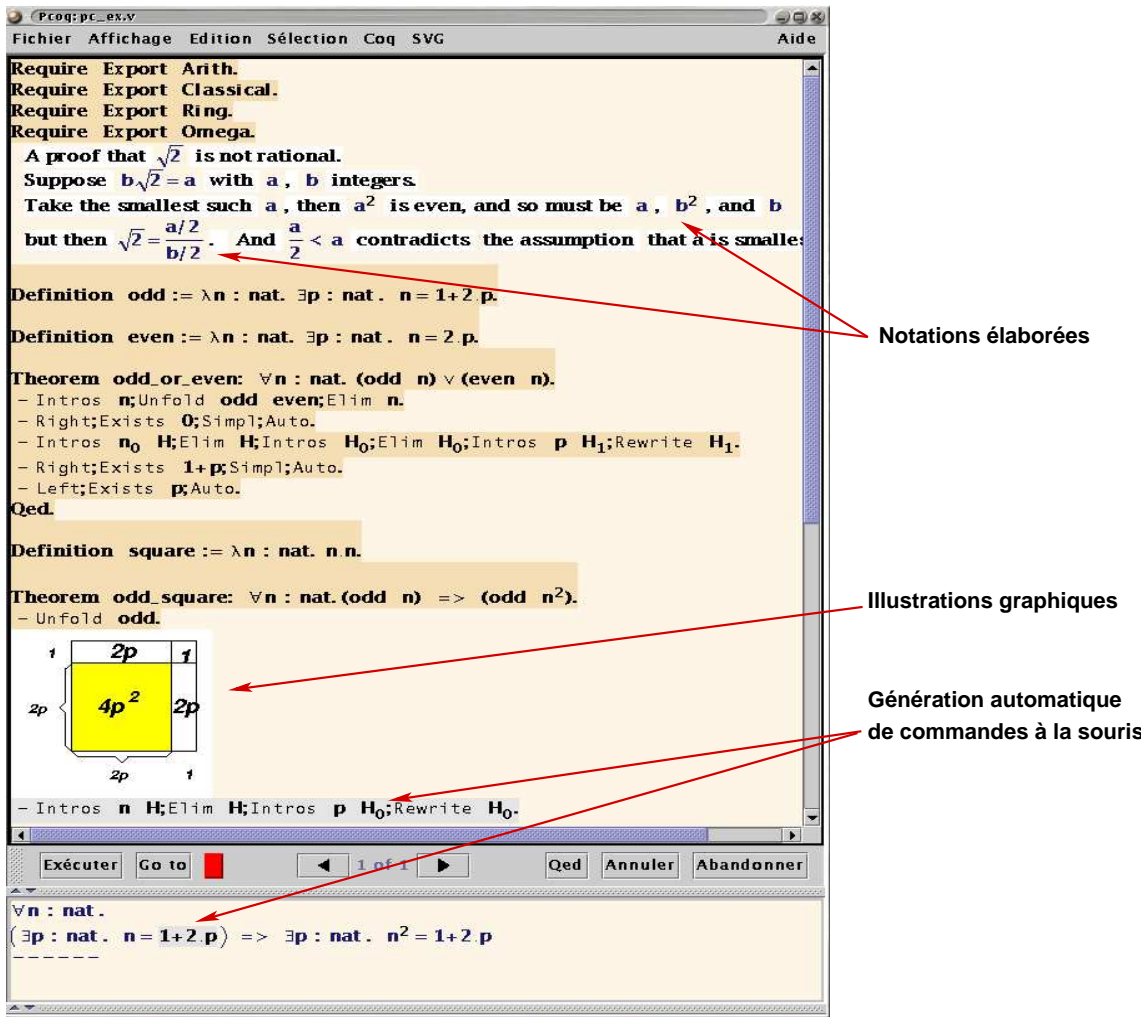 Pcoq: pc_ex.v
Fichier Affichage Edition Sélection Coq SVG Aide
Require Export Arith.
Require Export Classical.
Require Export Ring.
Require Export Omega.
A proof that √2 is not rational.
Suppose b√2 = a with a , b integers.
Take the smallest such a , then a² is even, and so must be a , b² , and b
but then √2 = a/2 / b/2 . And a/2 < a contradicts the assumption that a is smalles
Definition odd := λn : nat. ∃p : nat . n = 1+2.p.
Definition even := λn : nat. ∃p : nat . n = 2.p.
Notations élaborées
Theorem odd_or_even: ∀n : nat. (odd n) ∨ (even n).
– Intros n;Unfold odd even;Elim n.
– Right;Exists 0;Simpl;Auto.
– Intros n₀ H;Elim H;Intros H₀;Elim H₀;Intros p H₁;Rewrite H₁.
– Right;Exists 1+p;Simpl;Auto.
– Left;Exists p;Auto.
Qed.
Definition square := λn : nat. n.n.
Theorem odd_square: ∀n : nat.(odd n) => (odd n²).
Illustrations graphiques
– Unfold odd.
1 2p 1
2p 4p² 2p
2p 1
Génération automatique
de commandes à la souris
– Intros n H;Elim H;Intros p H₀;Rewrite H₀.
Exécuter Go to 1 of 1 Qed Annuler Abandonner
∀n : nat .
(∃p : nat . n = 1+2.p) => ∃p : nat . n² = 1+2.p
------